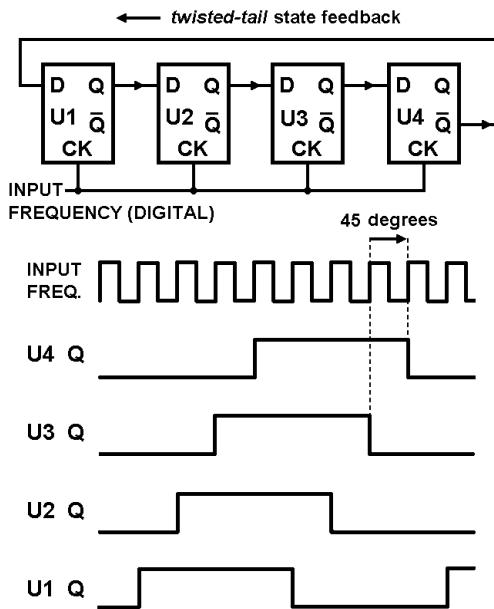 twisted-tail state feedback
D Q D Q D Q D Q
U1 Q̅ U2 Q̅ U3 Q̅ U4 Q̅
CK CK CK CK
INPUT
FREQUENCY (DIGITAL)
45 degrees
INPUT
FREQ.
U4 Q
U3 Q
U2 Q
U1 Q